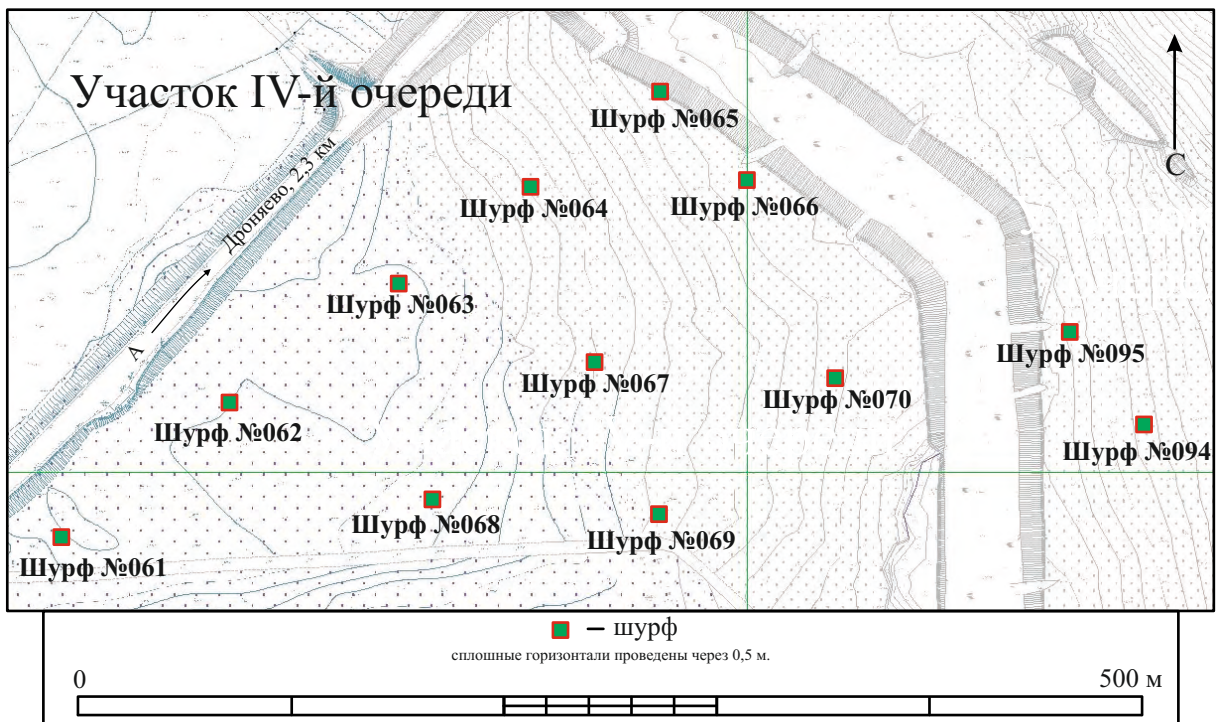 Участок IV-й очереди
Шурф №065
С
Дроняево, 2.3 км
Шурф №064
Шурф №066
Шурф №063
А
Шурф №095
Шурф №067
Шурф №070
Шурф №062
Шурф №094
Шурф №068
Шурф №069
Шурф №061
– шурф
сплошные горизонтали проведены через 0,5 м.
0 500 м